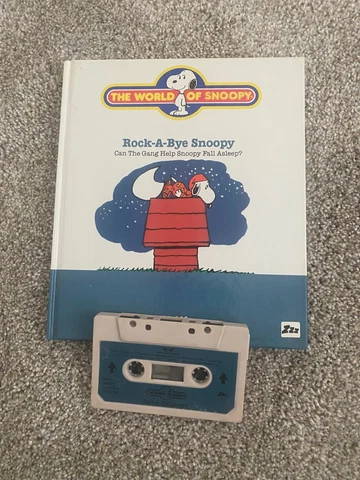 THE WORLD OF SNOOPY
Rock-A-Bye Snoopy
Can The Gang Help Snoopy Fall Asleep?
Zzz